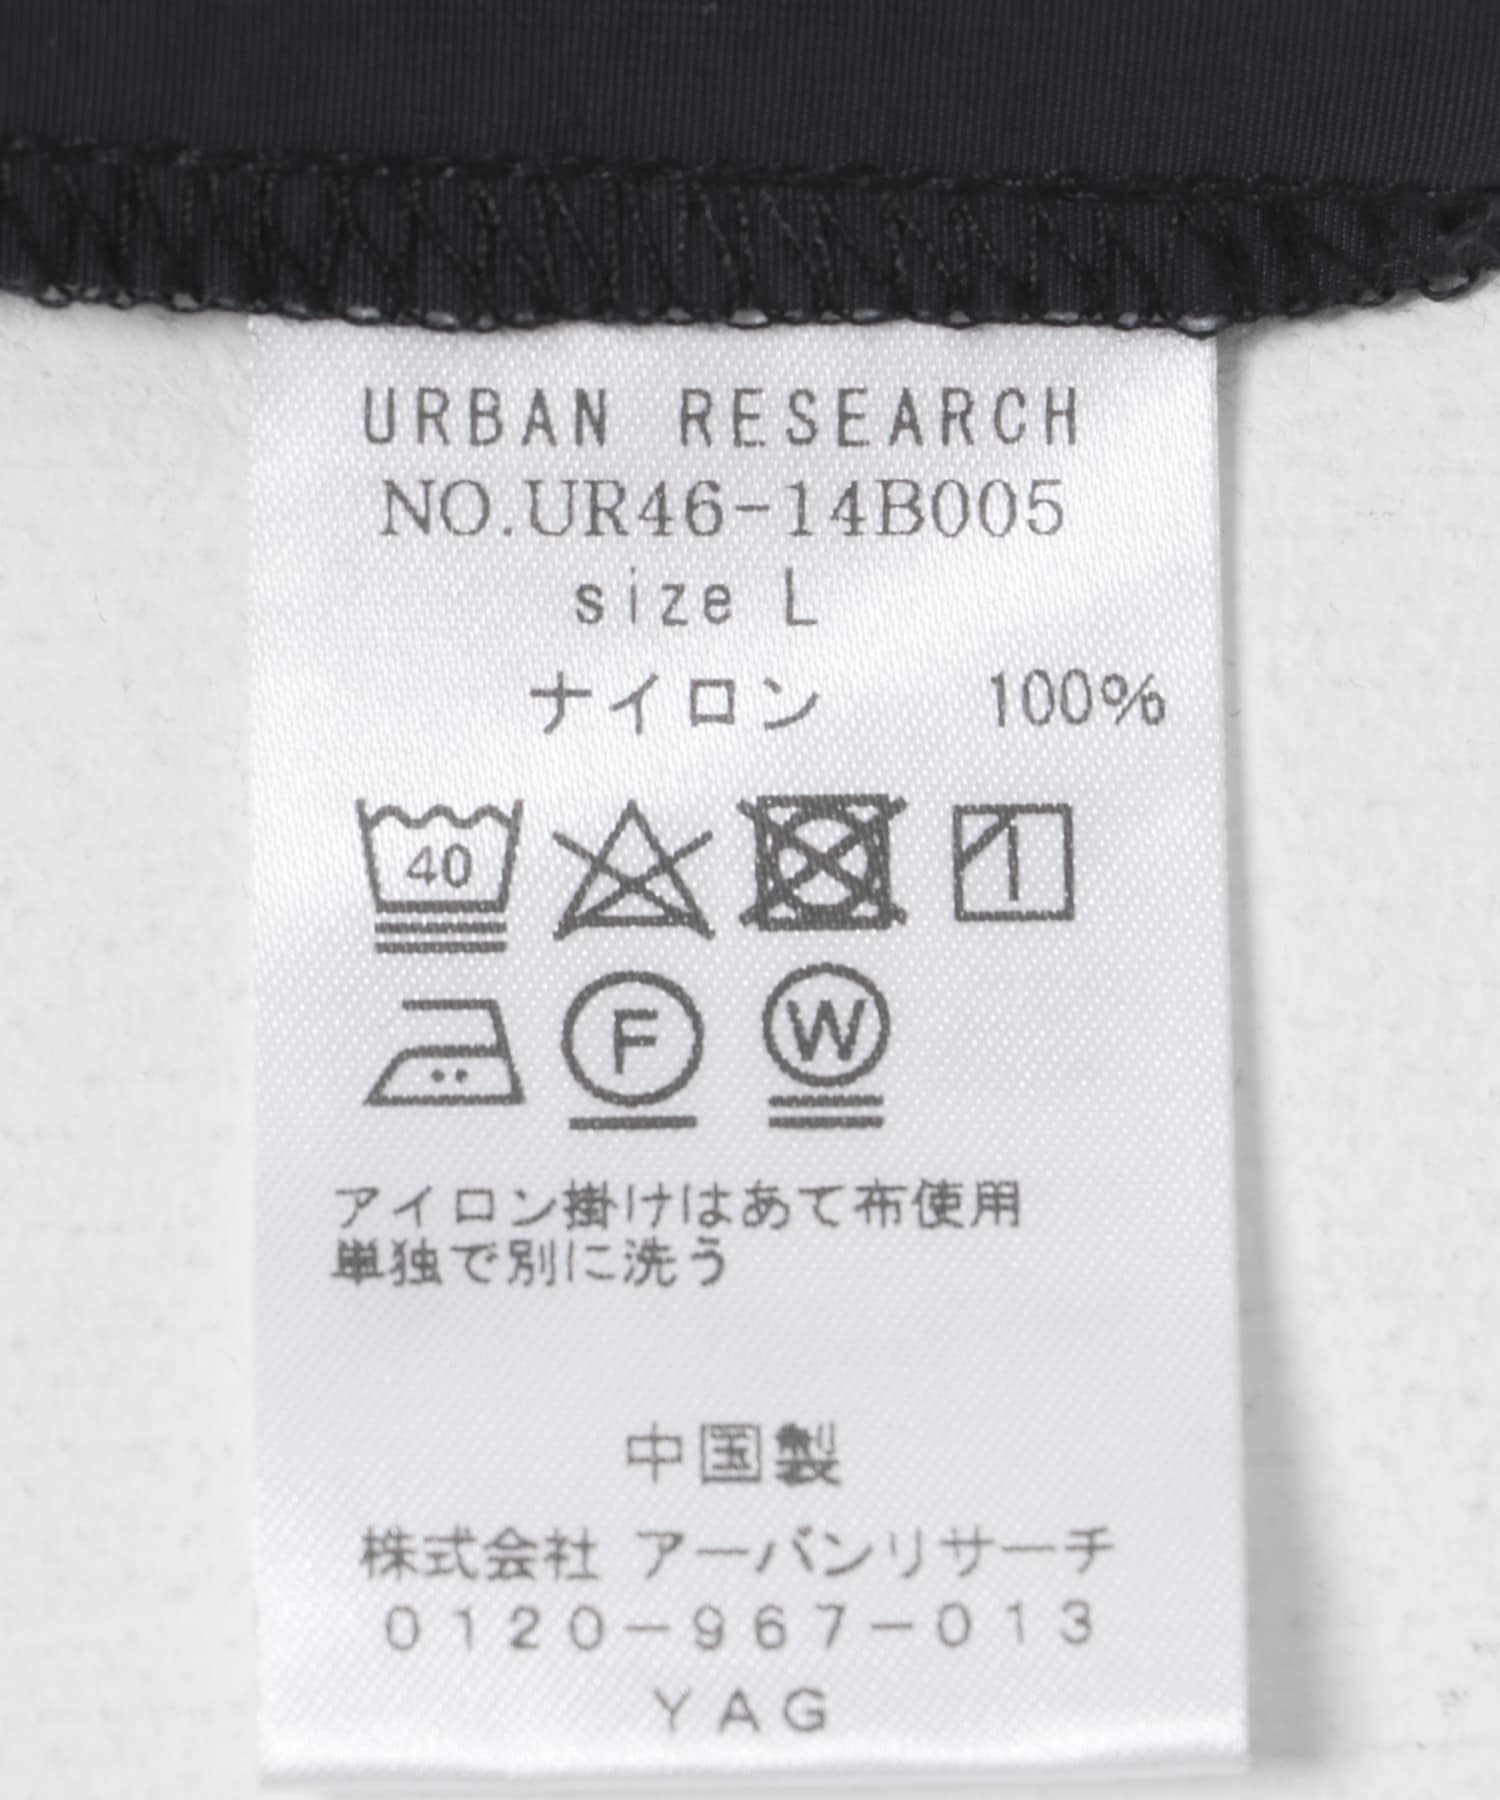 URBAN RESEARCH
NO.UR46-14B005
size L
ナイロン 100%
40
F W
アイロン掛けはあて布使用
単独で別に洗う
中国製
株式会社 アーバンリサーチ
0120-967-013
YAG